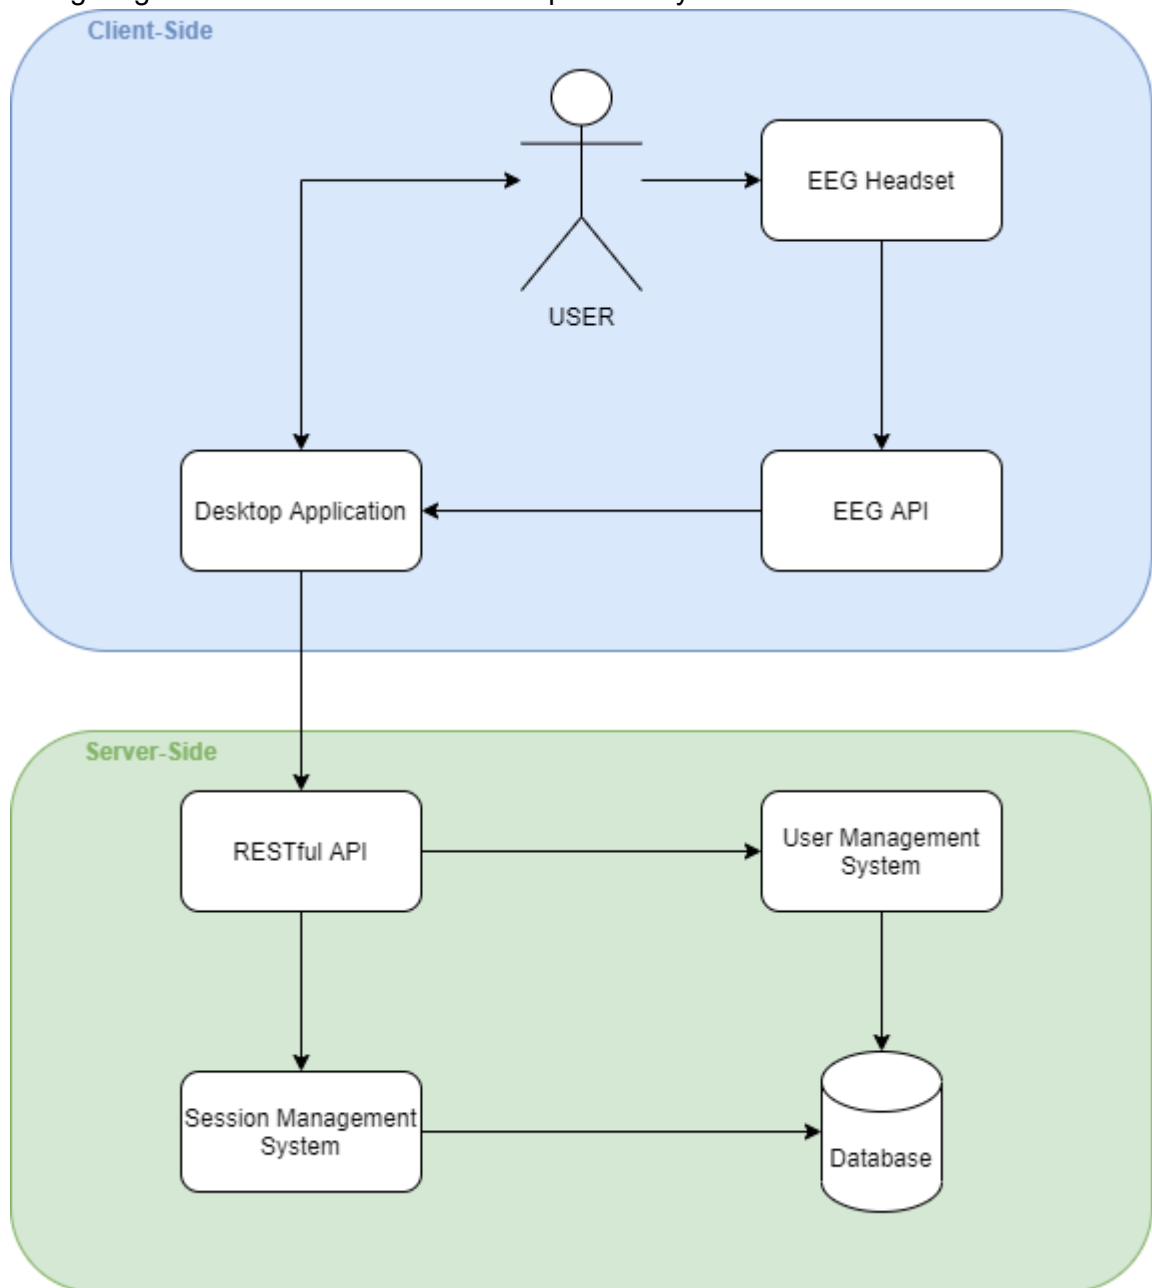 Client-Side
EEG Headset
USER
Desktop Application
EEG API
Server-Side
RESTful API
User Management
System
Session Management
System
Database